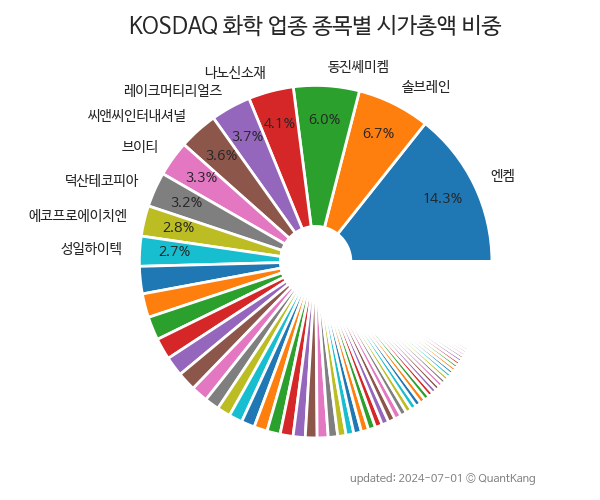 KOSDAQ 화학 업종 종목별 시가총액 비중
엔켐
14.3%
솔브레인
6.7%
동진쎄미켐
6.0%
나노신소재
4.1%
레이크머티리얼즈
3.7%
씨앤씨인터내셔널
3.6%
브이티
3.3%
덕산테코피아
3.2%
에코프로에이치엔
2.8%
성일하이텍
2.7%
updated: 2024-07-01 © QuantKang